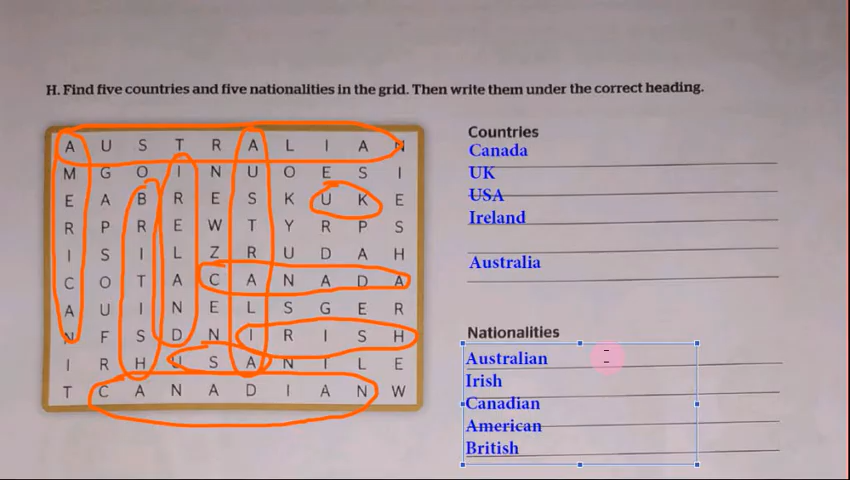 H. Find five countries and five nationalities in the grid. Then write them under the correct heading.
A U S T R A L I A N
M G O I N U O E S I
E A B R E S K U K E
R P R E W T Y R P S
I S I L Z R U D A H
C O T A C A N A D A
A U I N E L S G E R
N F S D N I R I S H
I R H U S A N I L E
T C A N A D I A N W
Countries
Canada
UK
USA
Ireland
Australia
Nationalities
Australian
Irish
Canadian
American
British